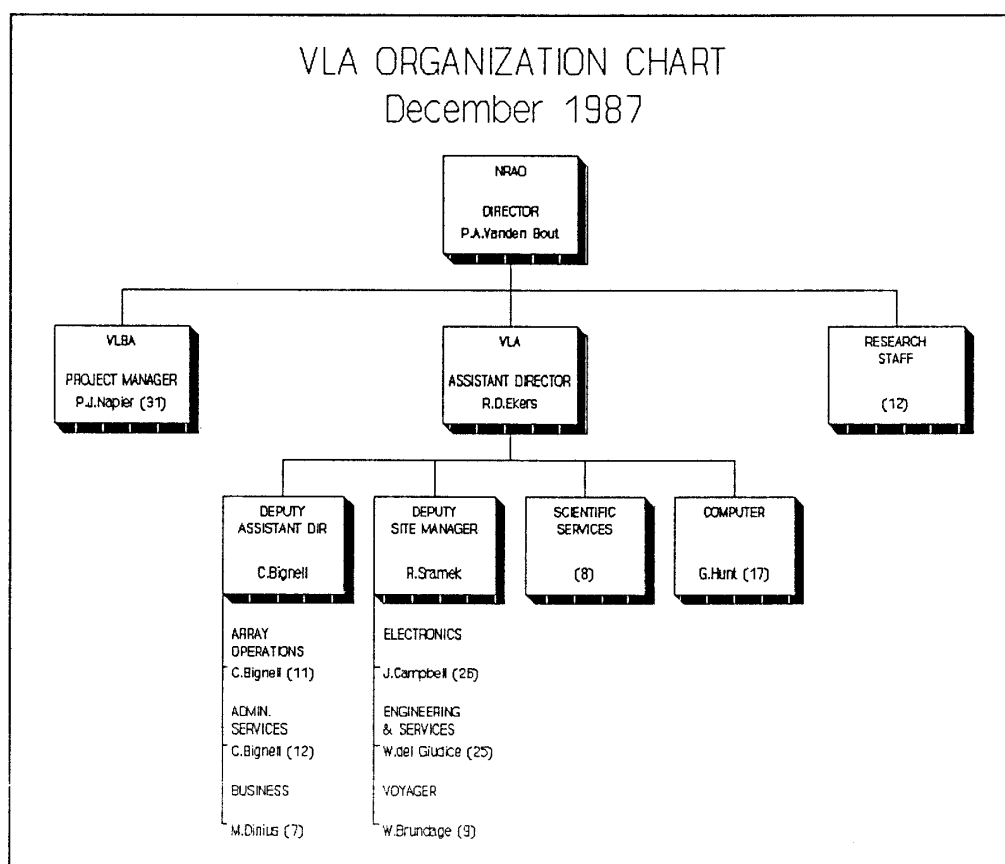 VLA ORGANIZATION CHART
December 1987
NRAO
DIRECTOR
P.A.Vanden Bout
VLBA
PROJECT MANAGER
P.J.Napier (31)
VLA
ASSISTANT DIRECTOR
R.D.Ekers
RESEARCH
STAFF
(12)
DEPUTY
ASSISTANT DIR
C.Bignell
DEPUTY
SITE MANAGER
R.Sramek
SCIENTIFIC
SERVICES
(8)
COMPUTER
G.Hunt (17)
ARRAY
OPERATIONS
C.Bignell (11)
ADMIN.
SERVICES
C.Bignell (12)
BUSINESS
M.Dinius (7)
ELECTRONICS
J.Campbell (26)
ENGINEERING
& SERVICES
W.del Giudice (25)
VOYAGER
W.Brundage (9)